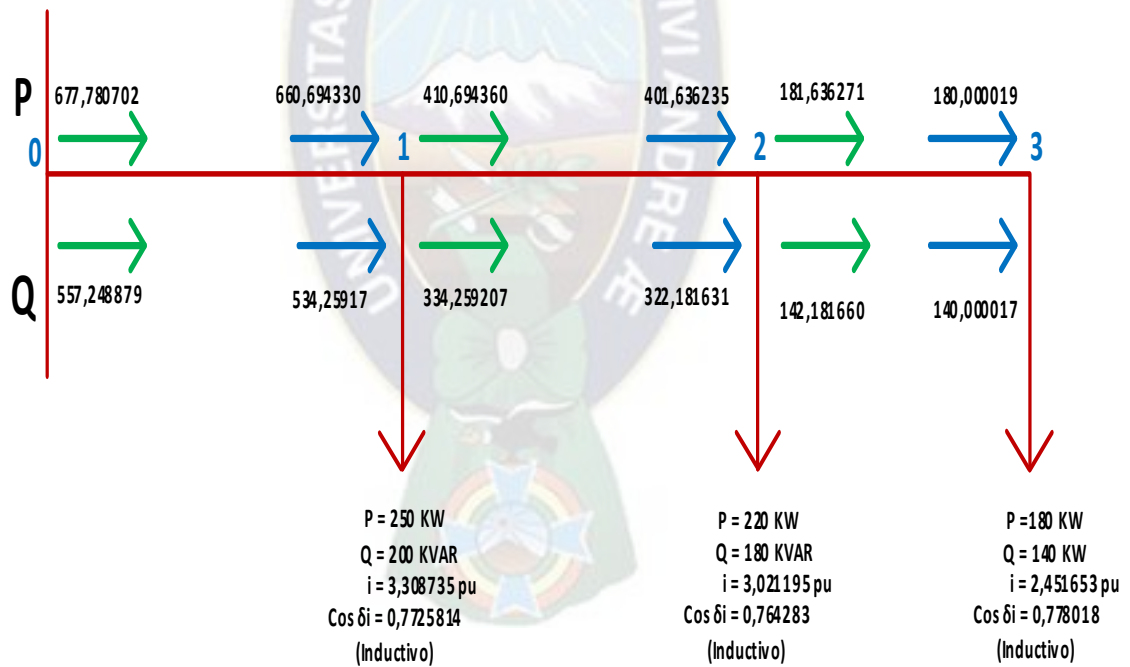 UNIVERSITAS
DIVI ANDRE Æ
P
677,780702
660,694330
410,694360
401,636235
181,636271
180,000019
0
1
2
3
Q
557,248879
534,25917
334,259207
322,181631
142,181660
140,000017
P = 250 KW
Q = 200 KVAR
i = 3,308735 pu
Cos δi = 0,7725814
(Inductivo)
P = 220 KW
Q = 180 KVAR
i = 3,021195 pu
Cos δi = 0,764283
(Inductivo)
P =180 KW
Q = 140 KW
i = 2,451653 pu
Cos δi = 0,778018
(Inductivo)